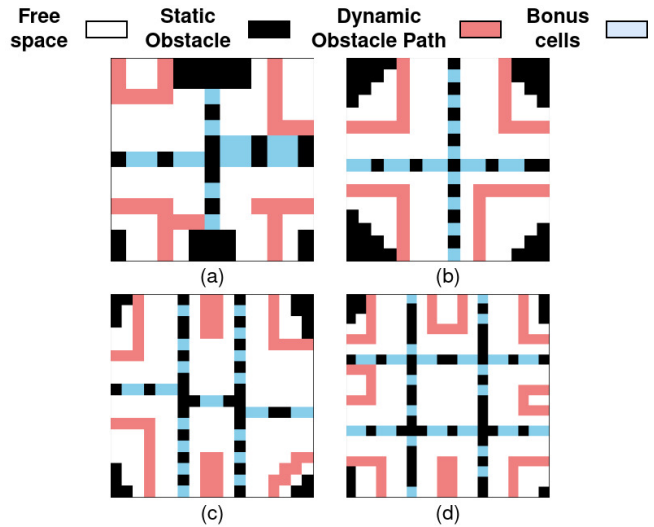 Free space
Static Obstacle
Dynamic Obstacle Path
Bonus cells
(a)
(b)
(c)
(d)